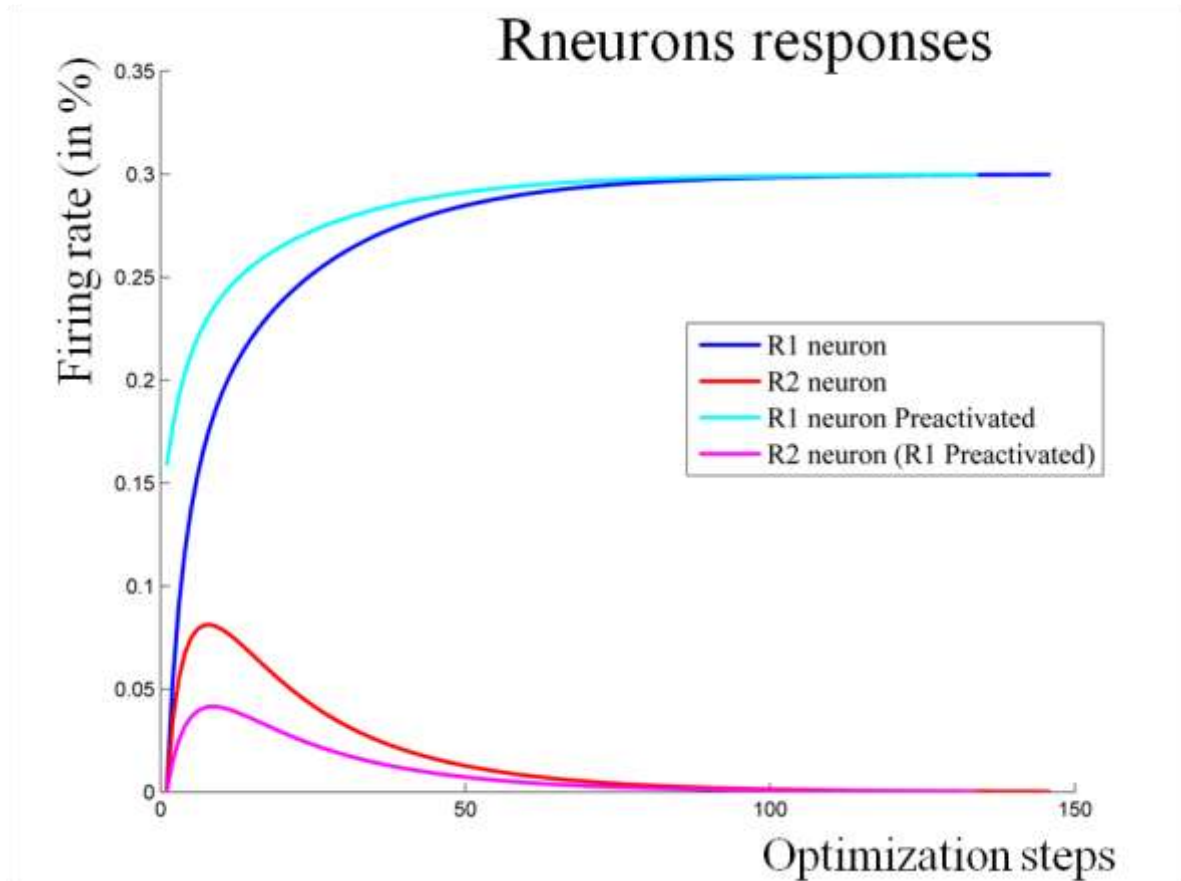 Rneurons responses
Firing rate (in %)
0.35
0.3
0.25
0.2
0.15
0.1
0.05
0
R1 neuron
R2 neuron
R1 neuron Preactivated
R2 neuron (R1 Preactivated)
0 50 100 150
Optimization steps